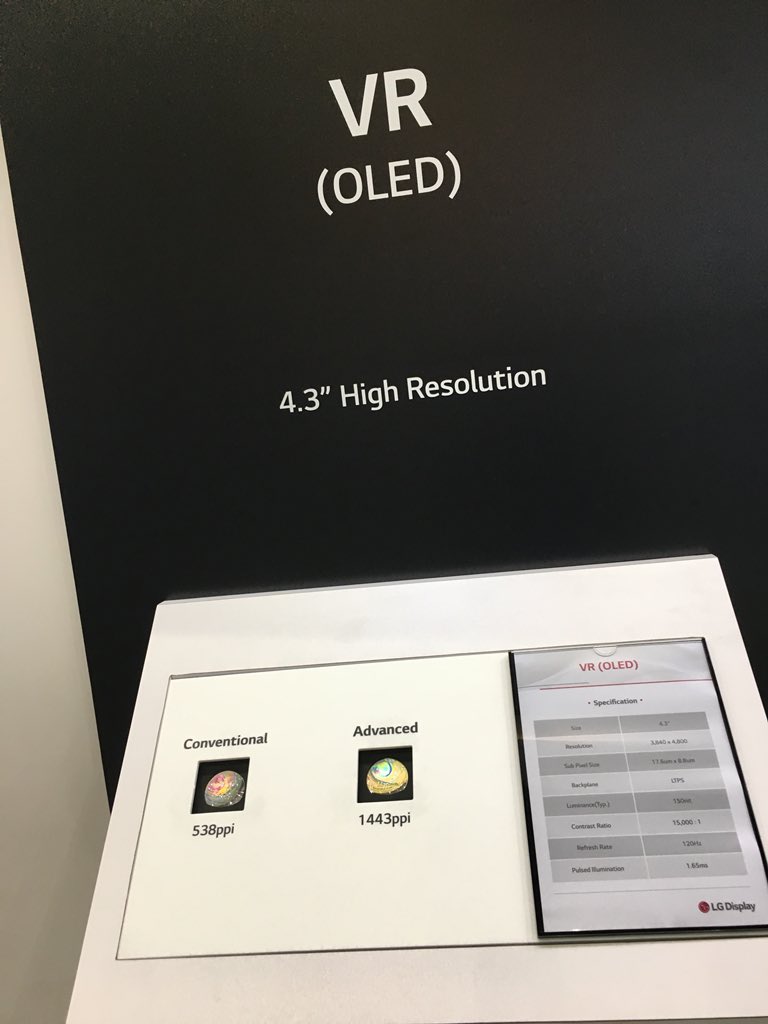 VR
(OLED)
4.3” High Resolution
Conventional
538ppi
Advanced
1443ppi
VR (OLED)
• Specification •
Size 4.3"
Resolution 3,840 x 4,800
Sub Pixel Size 17.6um x 8.8um
Backplane LTPS
Luminance(Typ.) 150nit
Contrast Ratio 15,000 : 1
Refresh Rate 120Hz
Pulsed Illumination 1.65ms
LG Display